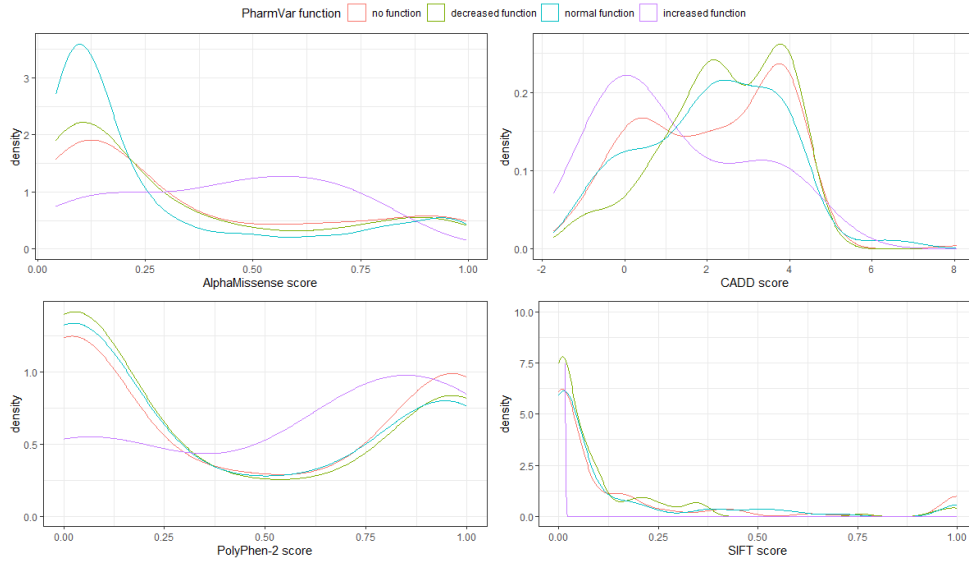 PharmVar function no function decreased function normal function increased function
density
3
2
1
0
0.00 0.25 0.50 0.75 1.00
AlphaMissense score
density
0.2
0.1
0.0
-2 0 2 4 6 8
CADD score
density
1.0
0.5
0.0
0.00 0.25 0.50 0.75 1.00
PolyPhen-2 score
density
10.0
7.5
5.0
2.5
0.0
0.00 0.25 0.50 0.75 1.00
SIFT score